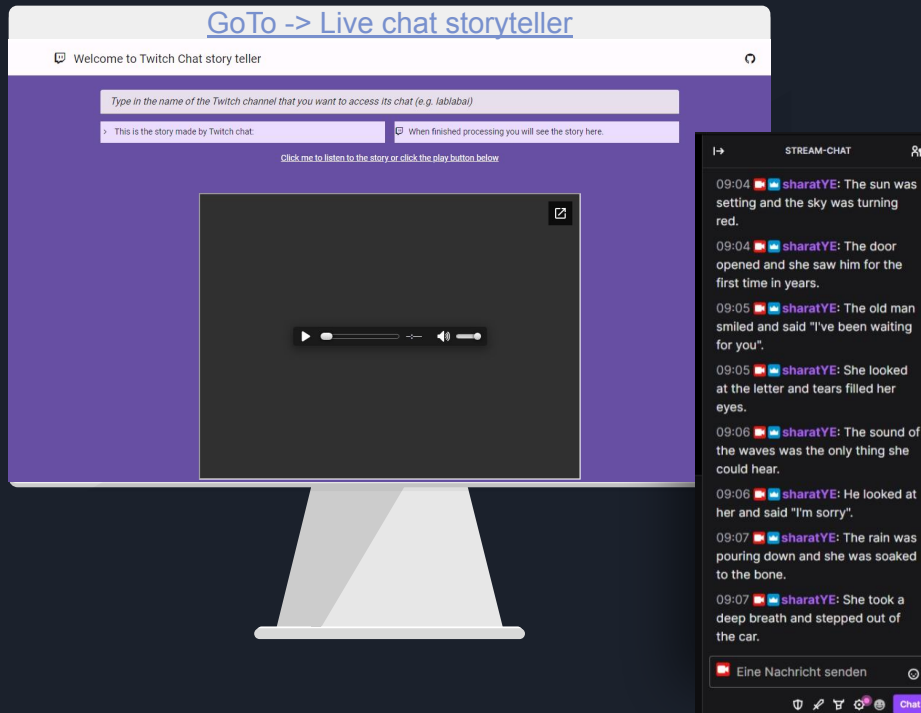 GoTo -> Live chat storyteller
Welcome to Twitch Chat story teller
Type in the name of the Twitch channel that you want to access its chat (e.g. lablabai)
This is the story made by Twitch chat:
When finished processing you will see the story here.
Click me to listen to the story or click the play button below
STREAM-CHAT
09:04 sharatYE: The sun was
setting and the sky was turning
red.
09:04 sharatYE: The door
opened and she saw him for the
first time in years.
09:05 sharatYE: The old man
smiled and said "I've been waiting
for you".
09:05 sharatYE: She looked
at the letter and tears filled her
eyes.
09:06 sharatYE: The sound of
the waves was the only thing she
could hear.
09:06 sharatYE: He looked at
her and said "I'm sorry".
09:07 sharatYE: The rain was
pouring down and she was soaked
to the bone.
09:07 sharatYE: She took a
deep breath and stepped out of
the car.
Eine Nachricht senden
Chat